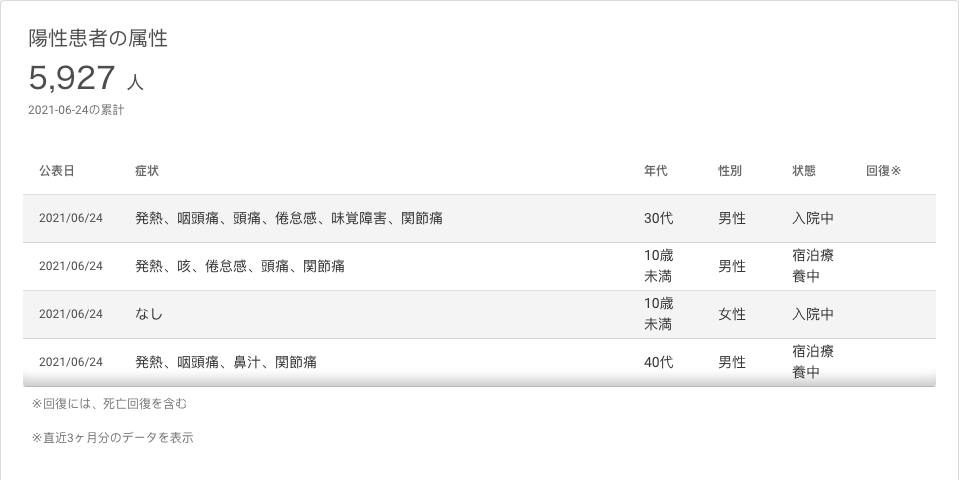 陽性患者の属性
5,927 人
2021-06-24の累計
公表日 症状 年代 性別 状態 回復※
2021/06/24 発熱、咽頭痛、頭痛、倦怠感、味覚障害、関節痛 30代 男性 入院中
2021/06/24 発熱、咳、倦怠感、頭痛、関節痛 10歳 男性 宿泊療
未満 養中
2021/06/24 なし 10歳 女性 入院中
未満
2021/06/24 発熱、咽頭痛、鼻汁、関節痛 40代 男性 宿泊療
養中
※回復には、死亡回復を含む
※直近3ヶ月分のデータを表示